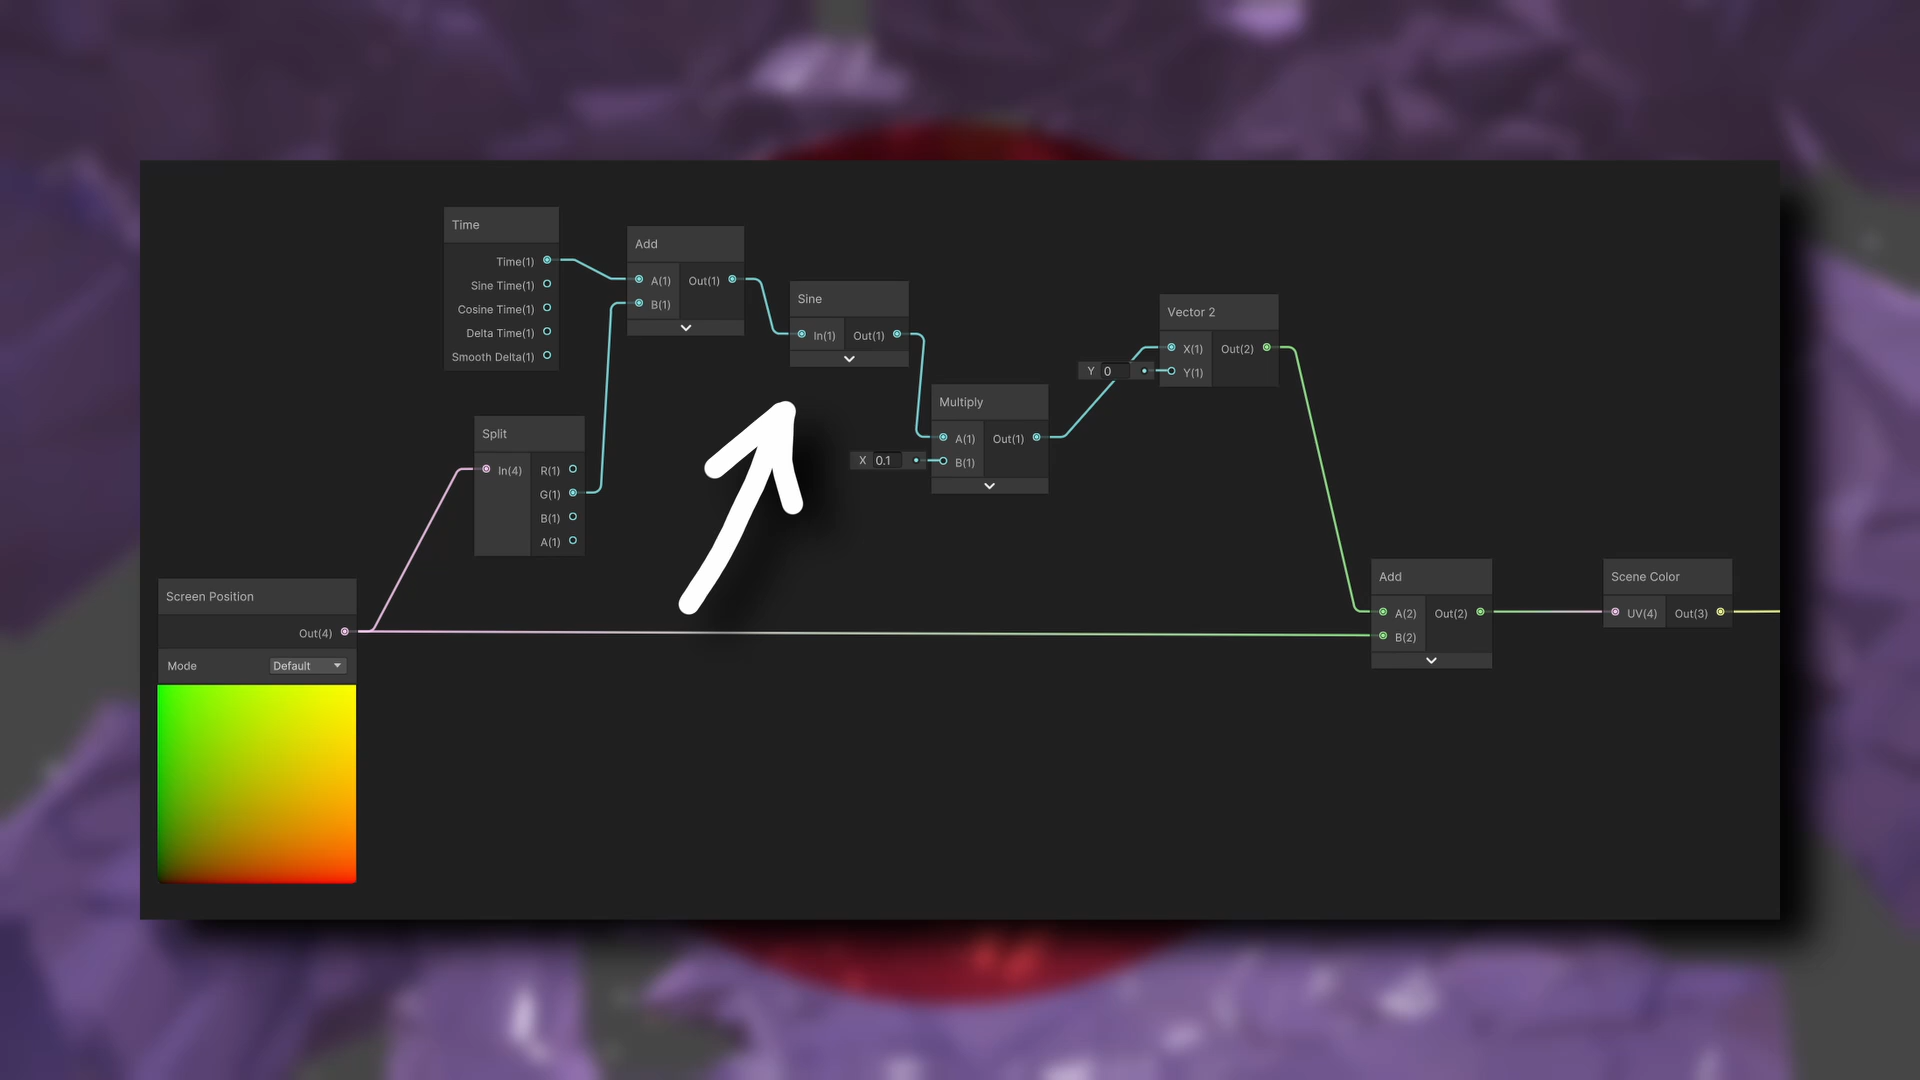 Time
Time(1)
Sine Time(1)
Cosine Time(1)
Delta Time(1)
Smooth Delta(1)
Add
A(1) Out(1)
B(1)
Sine
In(1) Out(1)
Vector 2
X(1) Out(2)
Y 0 Y(1)
Multiply
A(1) Out(1)
X 0.1 B(1)
Split
In(4) R(1)
G(1)
B(1)
A(1)
Screen Position
Out(4)
Mode Default
Add
A(2) Out(2)
B(2)
Scene Color
UV(4) Out(3)